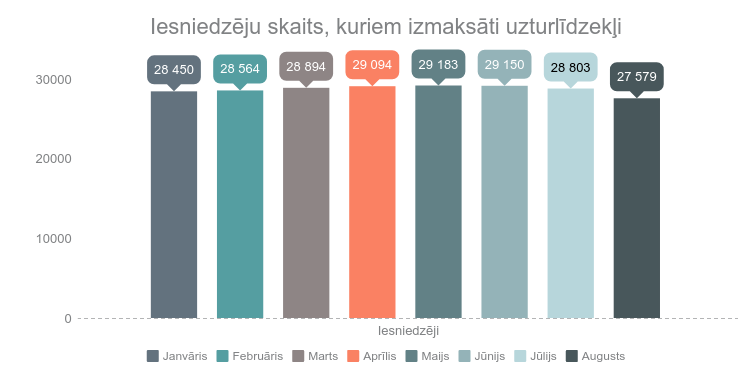 Iesniedzēju skaits, kuriem izmaksāti uzturlīdzekļi
28 450 28 564 28 894 29 094 29 183 29 150 28 803 27 579
30000
20000
10000
0
Iesniedzēji
Janvāris Februāris Marts Aprīlis Maijs Jūnijs Jūlijs Augusts